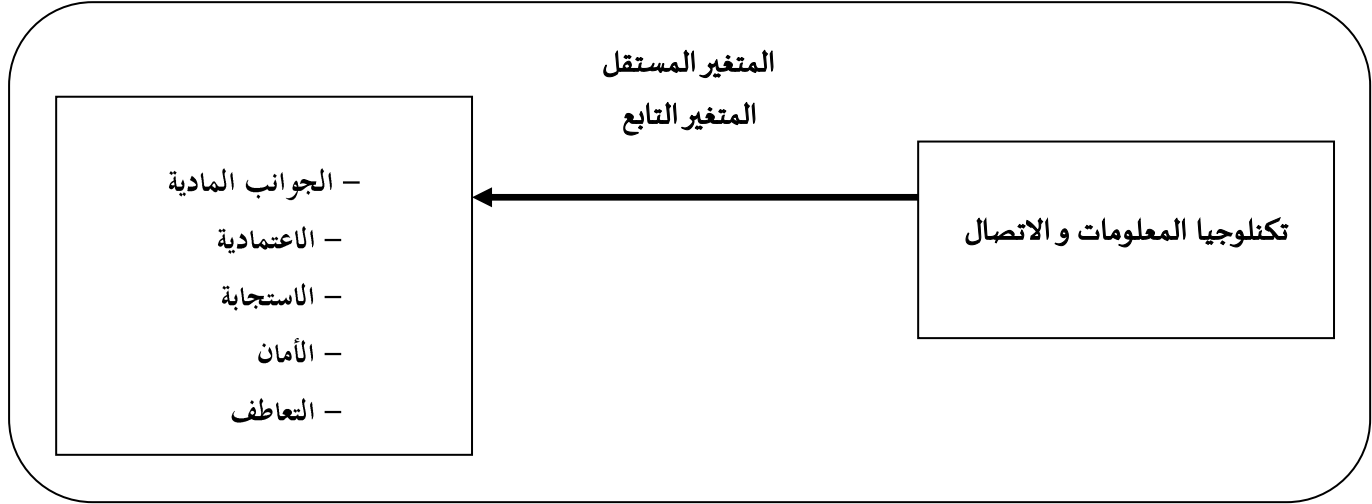 المتغير المستقل
المتغير التابع
تكنلوجيا المعلومات و الاتصال
– الجوانب المادية
– الاعتمادية
– الاستجابة
– الأمان
– التعاطف